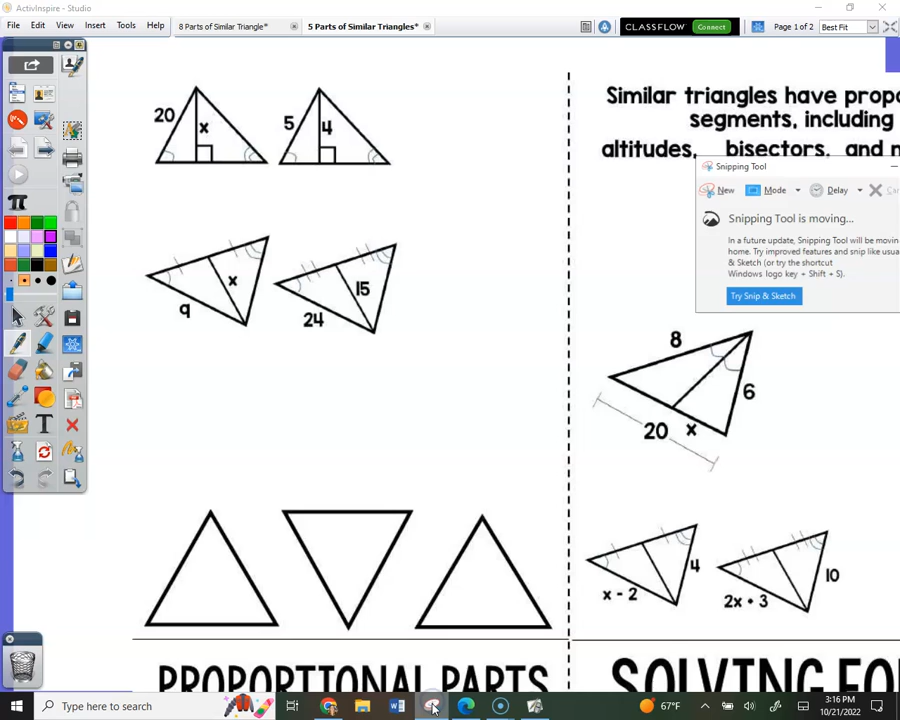 ActivInspire - Studio
File Edit View Insert Tools Help
8 Parts of Similar Triangle*
5 Parts of Similar Triangles*
CLASSFLOW Connect
Page 1 of 2
Best Fit
20 x 5 4
Similar triangles have propo
segments, including
altitudes, bisectors, and m
Snipping Tool
New Mode Delay Can
Snipping Tool is moving...
In a future update, Snipping Tool will be movin
home. Try improved features and snip like usua
& Sketch (or try the shortcut
Windows logo key + Shift + S).
Try Snip & Sketch
x 9 15 24
8
6
20 x
4
x - 2
10
2x + 3
PROPORTIONAL PARTS
SOLVING FO
Type here to search
67°F
3:16 PM
10/21/2022